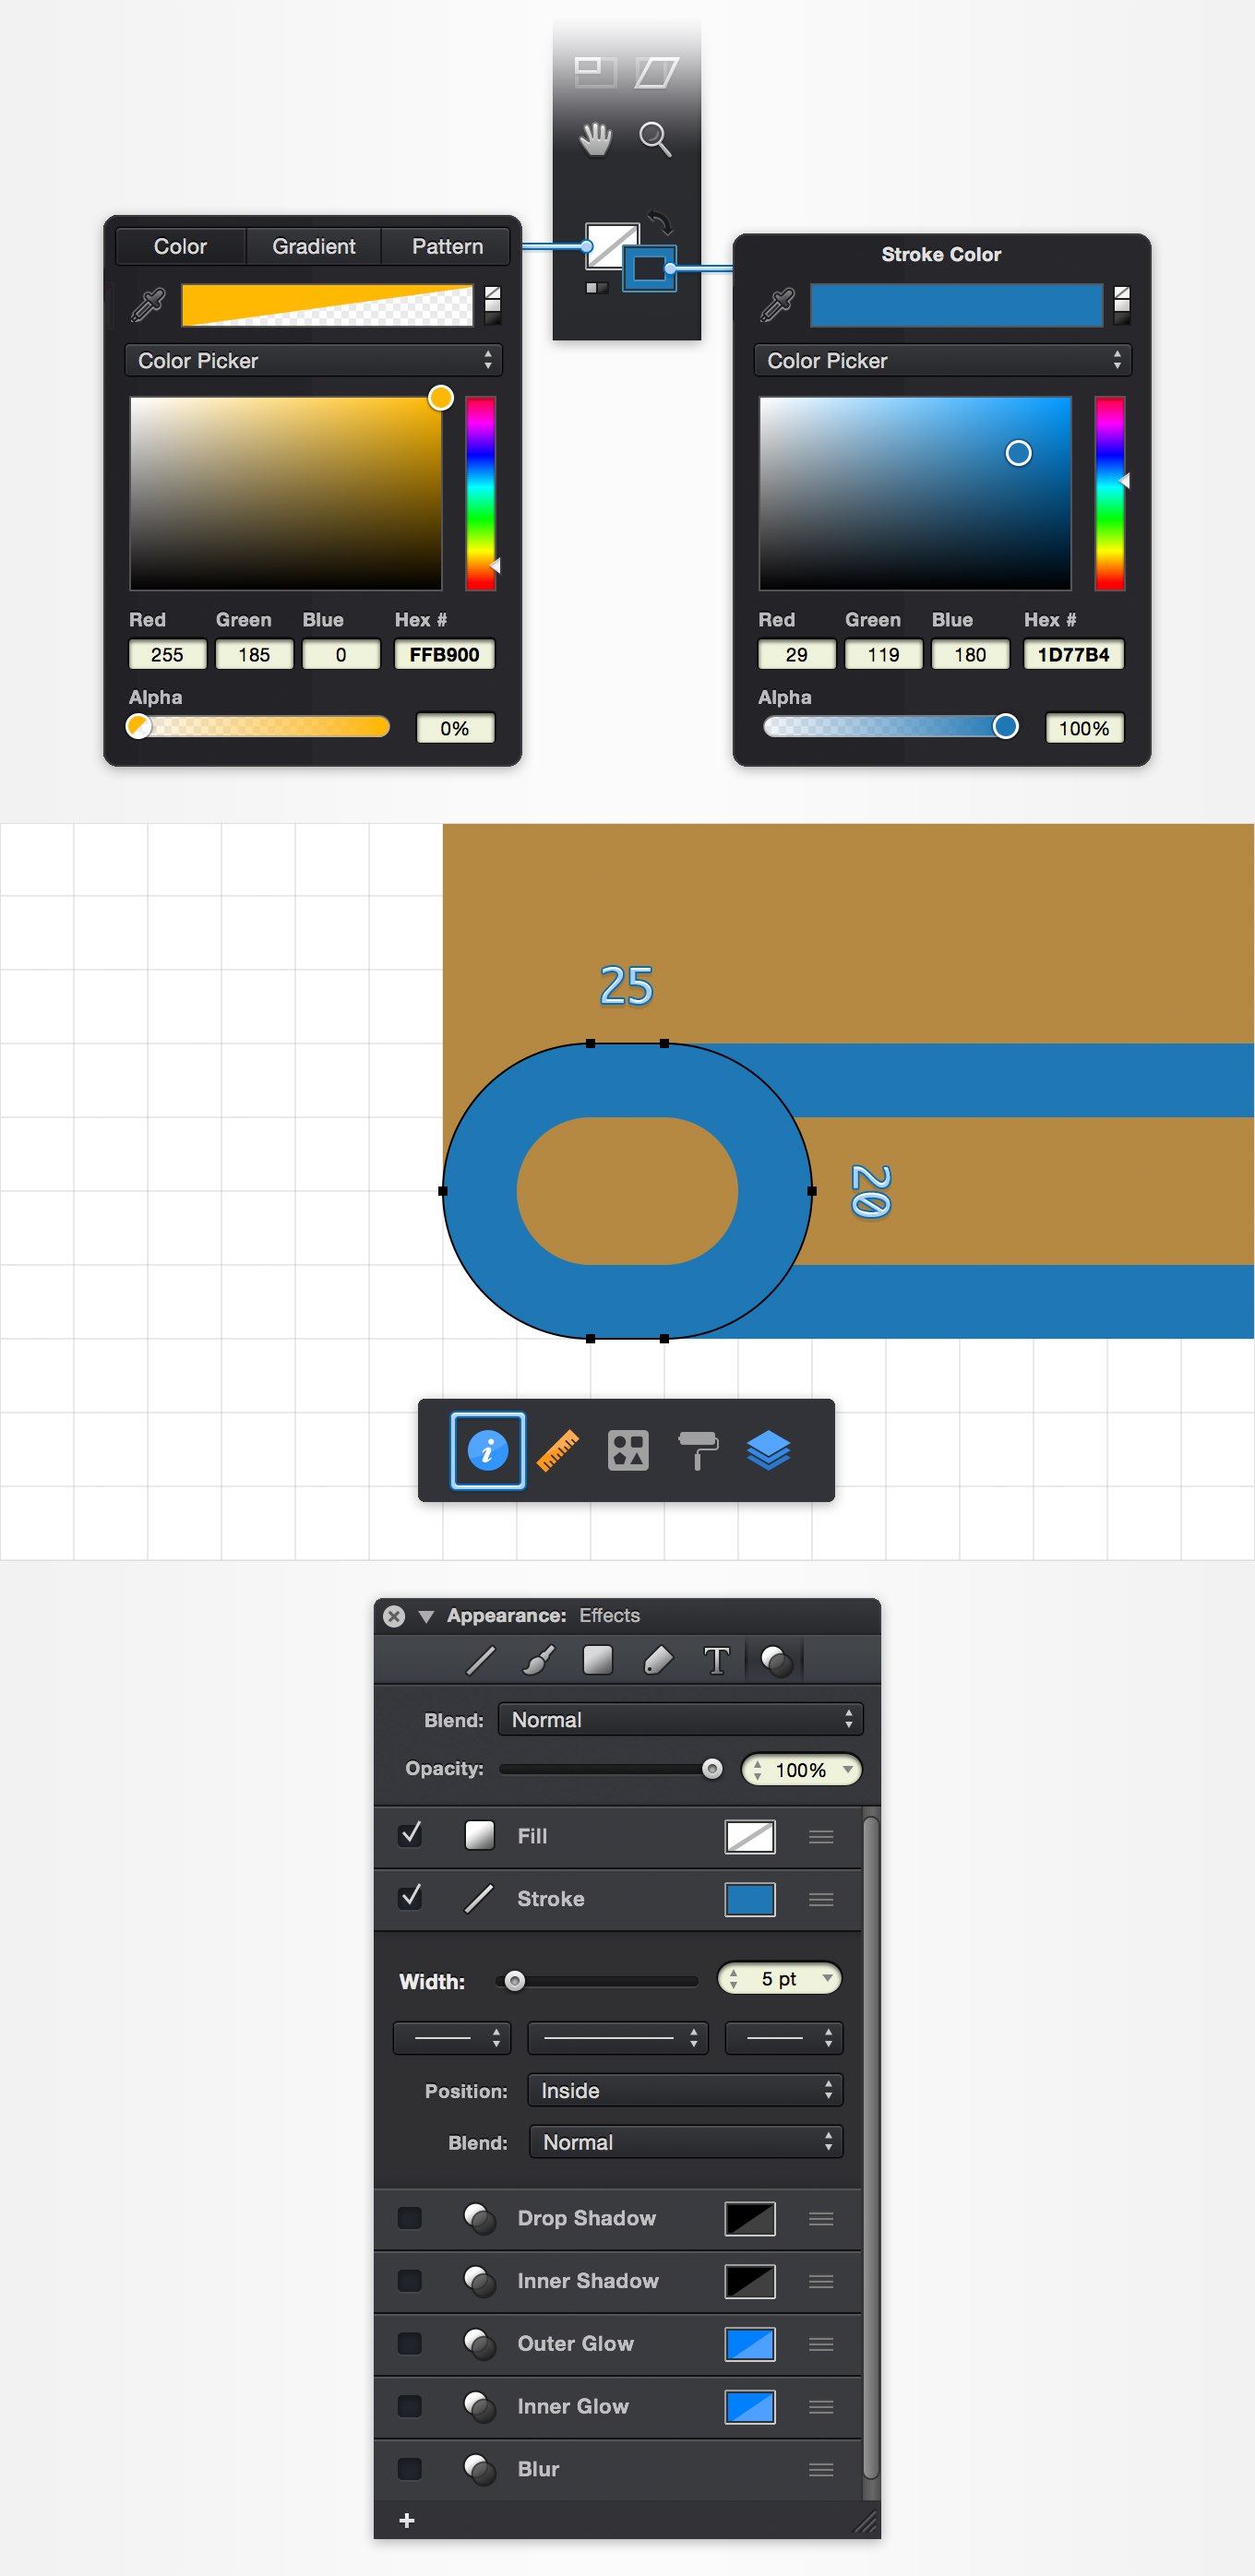 Color Gradient Pattern
Color Picker
Red Green Blue Hex #
255 185 0 FFB900
Alpha
0%
Stroke Color
Color Picker
Red Green Blue Hex #
29 119 180 1D77B4
Alpha
100%
25
20
i
Appearance: Effects
T
Blend: Normal
Opacity: 100%
Fill
Stroke
Width: 5 pt
Position: Inside
Blend: Normal
Drop Shadow
Inner Shadow
Outer Glow
Inner Glow
Blur
+